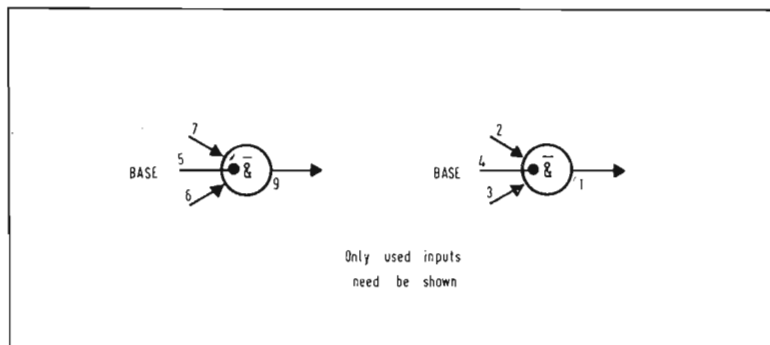 7
BASE 5 &̅ 9
6
2
BASE 4 &̅ 1
3
Only used inputs
need be shown